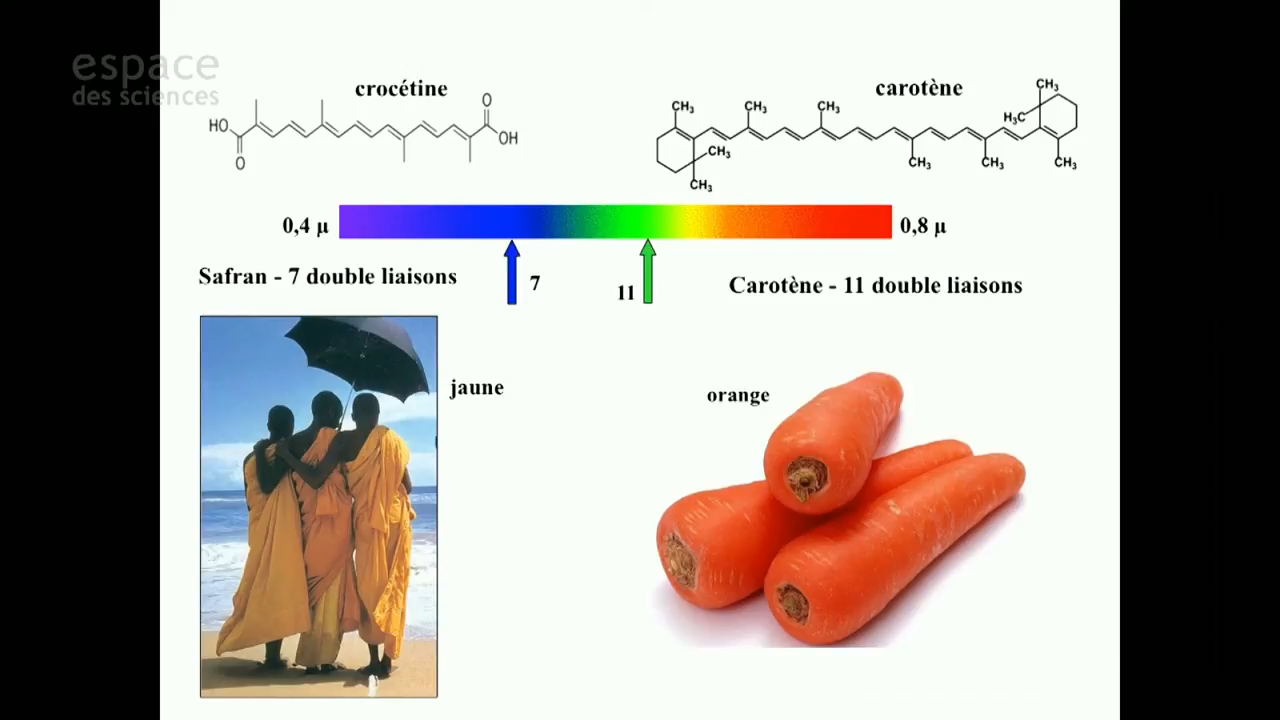 espace
des sciences
crocétine
carotène
HO
O
O
OH
CH3
CH3
CH3
CH3
CH3
CH3
H3C
CH3
CH3
CH3
0,4 µ
0,8 µ
Safran - 7 double liaisons
7
11
Carotène - 11 double liaisons
jaune
orange